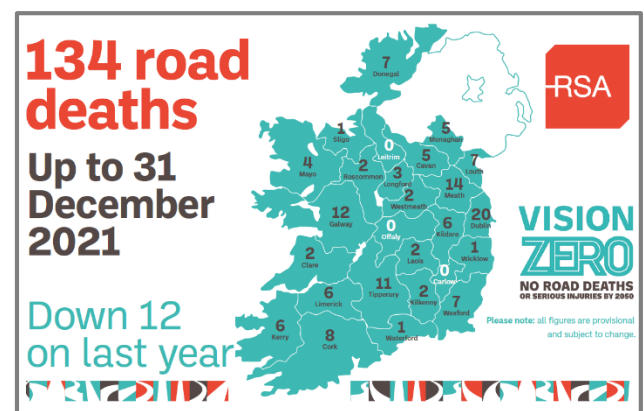 134 road
deaths
Up to 31
December
2021
Down 12
on last year
7
Donegal
1
Sligo
0
Leitrim
5
Monaghan
4
Mayo
2
Roscommon
3
Longford
5
Cavan
7
Louth
2
Westmeath
14
Meath
12
Galway
0
Offaly
6
Kildare
20
Dublin
2
Clare
2
Laois
1
Wicklow
0
Carlow
6
Limerick
11
Tipperary
2
Kilkenny
7
Wexford
6
Kerry
8
Cork
1
Waterford
RSA
VISION
ZERO
NO ROAD DEATHS
OR SERIOUS INJURIES BY 2050
Please note: all figures are provisional
and subject to change.